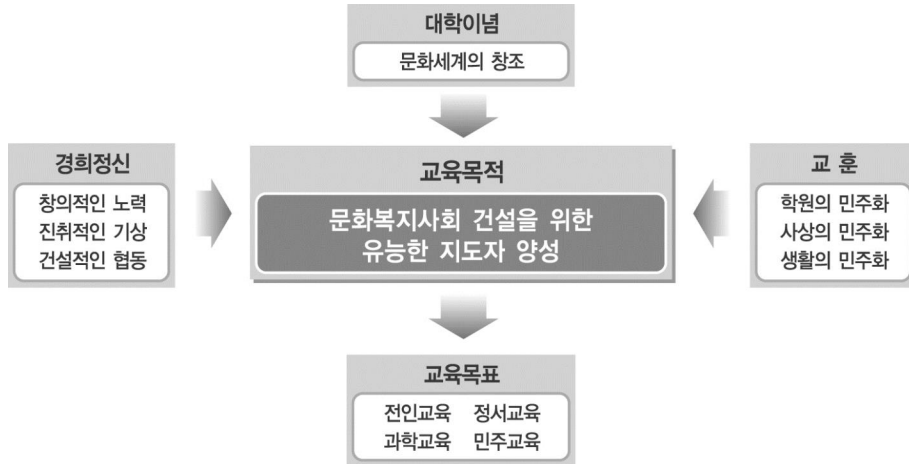 대학이념
문화세계의 창조
경희정신
창의적인 노력
진취적인 기상
건설적인 협동
교육목적
문화복지사회 건설을 위한
유능한 지도자 양성
교 훈
학원의 민주화
사상의 민주화
생활의 민주화
교육목표
전인교육 정서교육
과학교육 민주교육